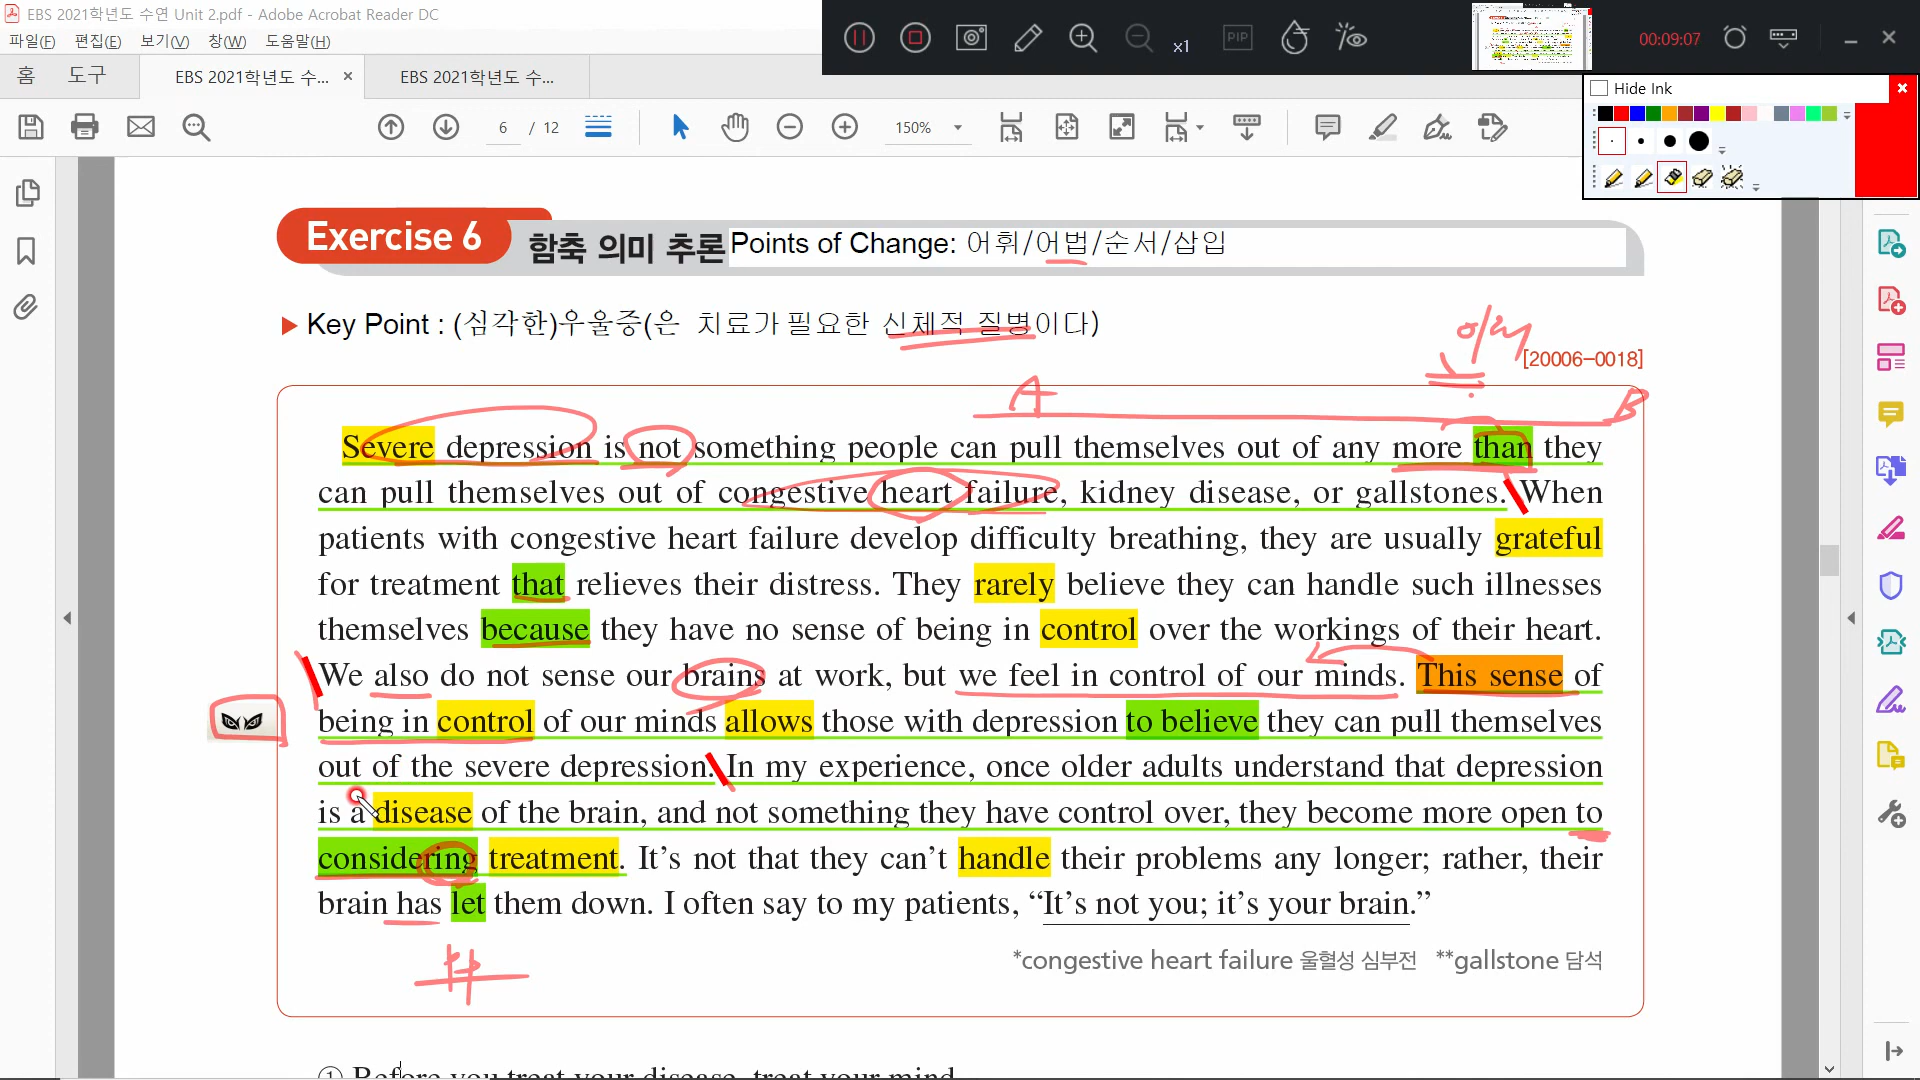 EBS 2021학년도 수연 Unit 2.pdf - Adobe Acrobat Reader DC
파일(F) 편집(E) 보기(V) 창(W) 도움말(H)
x1
PIP
00:09:07
홈 도구 EBS 2021학년도 수... × EBS 2021학년도 수...
Hide Ink
6 / 12
150%
Exercise 6 함축 의미 추론 Points of Change: 어휘/어법/순서/삽입
Key Point : (심각한)우울증(은 치료가 필요한 신체적 질병이다)
[20006-0018]
A
B
Severe depression is not something people can pull themselves out of any more than they
can pull themselves out of congestive heart failure, kidney disease, or gallstones. When
patients with congestive heart failure develop difficulty breathing, they are usually grateful
for treatment that relieves their distress. They rarely believe they can handle such illnesses
themselves because they have no sense of being in control over the workings of their heart.
We also do not sense our brains at work, but we feel in control of our minds. This sense of
being in control of our minds allows those with depression to believe they can pull themselves
out of the severe depression. In my experience, once older adults understand that depression
is a disease of the brain, and not something they have control over, they become more open to
considering treatment. It's not that they can't handle their problems any longer; rather, their
brain has let them down. I often say to my patients, “It's not you; it's your brain.”
*congestive heart failure 울혈성 심부전 **gallstone 담석
① Before you treat your disease, treat your mind.